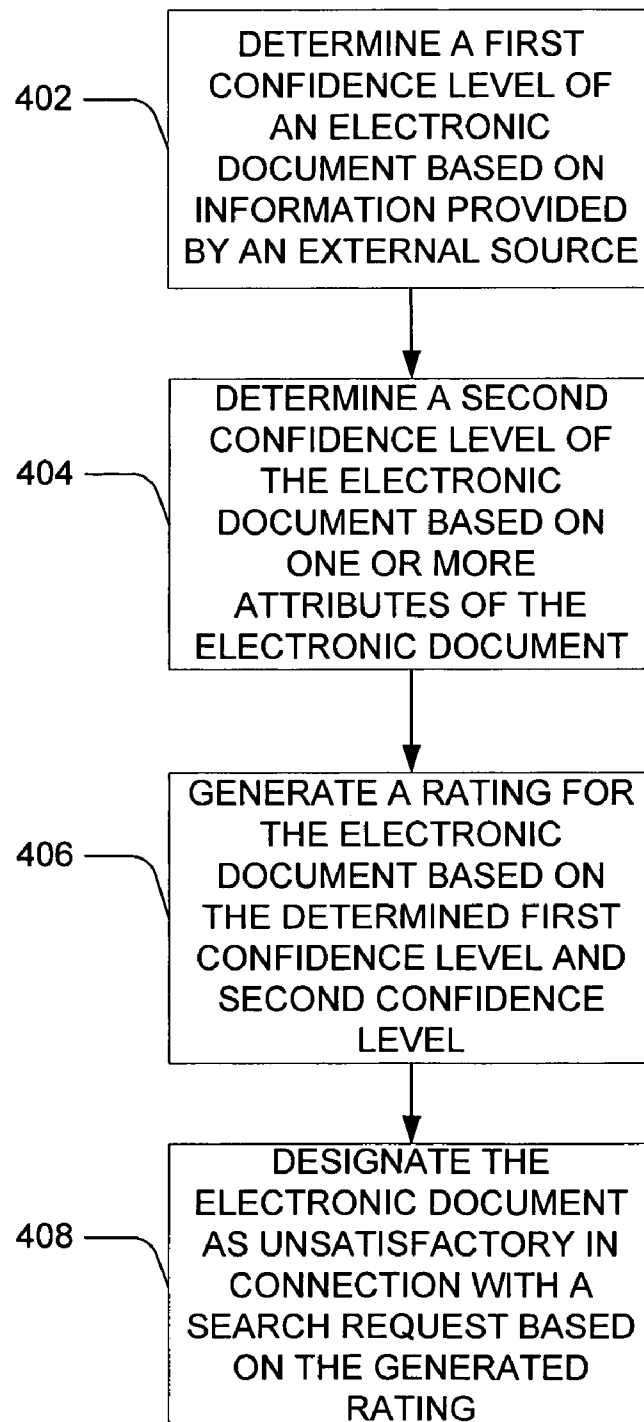 402
DETERMINE A FIRST
CONFIDENCE LEVEL OF
AN ELECTRONIC
DOCUMENT BASED ON
INFORMATION PROVIDED
BY AN EXTERNAL SOURCE
404
DETERMINE A SECOND
CONFIDENCE LEVEL OF
THE ELECTRONIC
DOCUMENT BASED ON
ONE OR MORE
ATTRIBUTES OF THE
ELECTRONIC DOCUMENT
406
GENERATE A RATING FOR
THE ELECTRONIC
DOCUMENT BASED ON
THE DETERMINED FIRST
CONFIDENCE LEVEL AND
SECOND CONFIDENCE
LEVEL
408
DESIGNATE THE
ELECTRONIC DOCUMENT
AS UNSATISFACTORY IN
CONNECTION WITH A
SEARCH REQUEST BASED
ON THE GENERATED
RATING